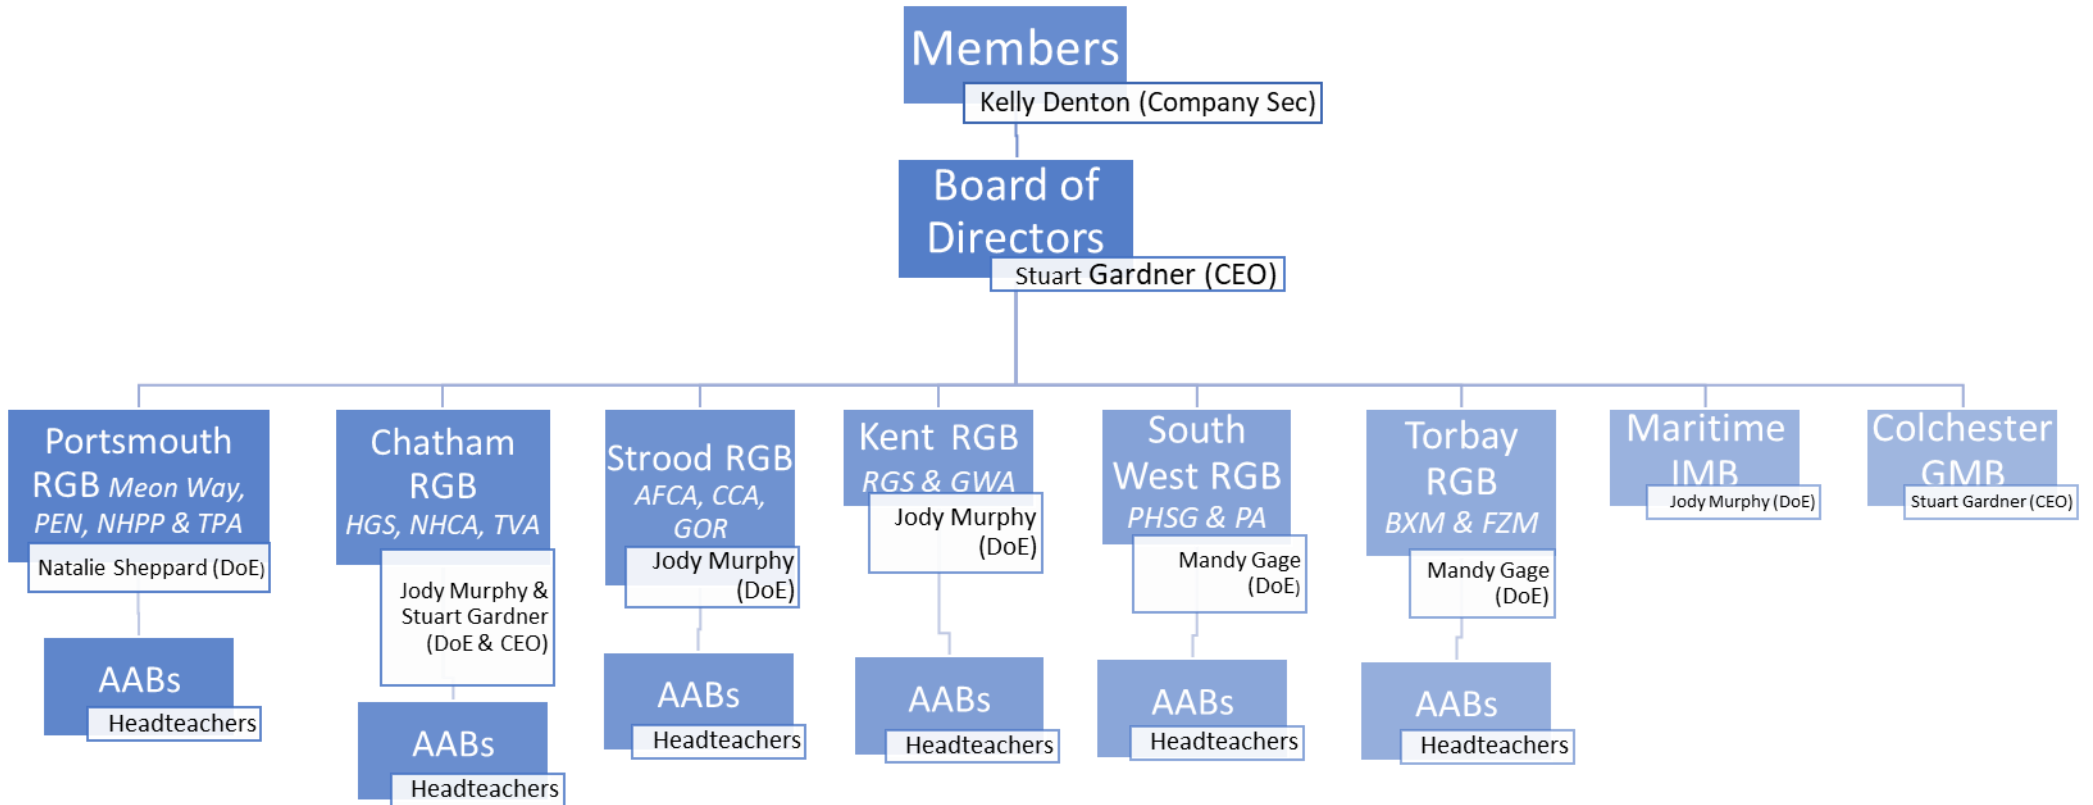 Members
Kelly Denton (Company Sec)
Board of
Directors
Stuart Gardner (CEO)
Portsmouth
RGB Meon Way,
PEN, NHPP & TPA
Natalie Sheppard (DoE)
AABs
Headteachers
Chatham
RGB
HGS, NHCA, TVA
Jody Murphy &
Stuart Gardner
(DoE & CEO)
AABs
Headteachers
Strood RGB
AFCA, CCA,
GOR
Jody Murphy
(DoE)
AABs
Headteachers
Kent RGB
RGS & GWA
Jody Murphy
(DoE)
AABs
Headteachers
South
West RGB
PHSG & PA
Mandy Gage
(DoE)
AABs
Headteachers
Torbay
RGB
BXM & FZM
Mandy Gage
(DoE)
AABs
Headteachers
Maritime
IMB
Jody Murphy (DoE)
Colchester
GMB
Stuart Gardner (CEO)